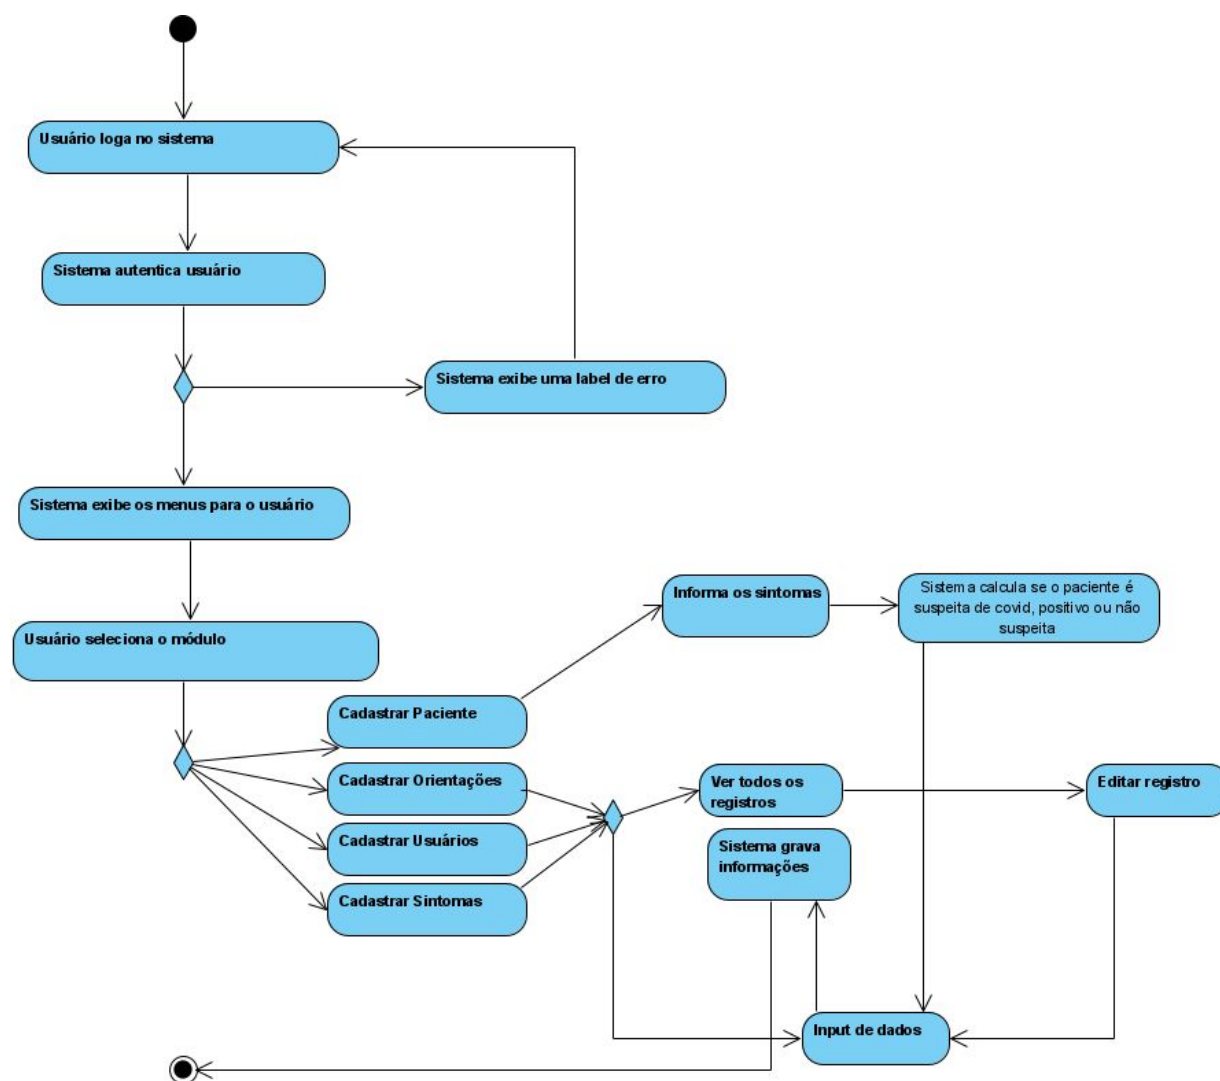 Usuário loga no sistema
Sistema autentica usuário
Sistema exibe uma label de erro
Sistema exibe os menus para o usuário
Usuário seleciona o módulo
Informa os sintomas
Sistema calcula se o paciente é
suspeita de covid, positivo ou não
suspeita
Cadastrar Paciente
Cadastrar Orientações
Cadastrar Usuários
Cadastrar Sintomas
Ver todos os
registros
Editar registro
Sistema grava
informações
Input de dados